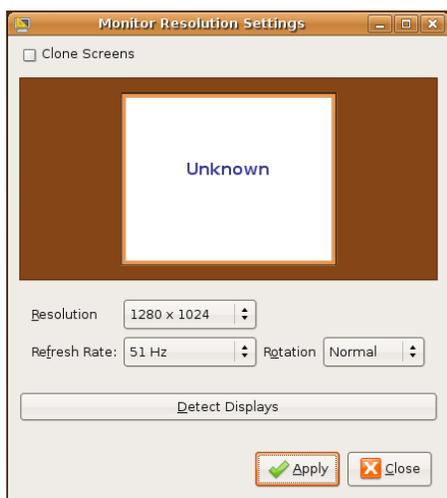 Monitor Resolution Settings
Clone Screens
Unknown
Resolution 1280 x 1024
Refresh Rate: 51 Hz Rotation Normal
Detect Displays
Apply Close